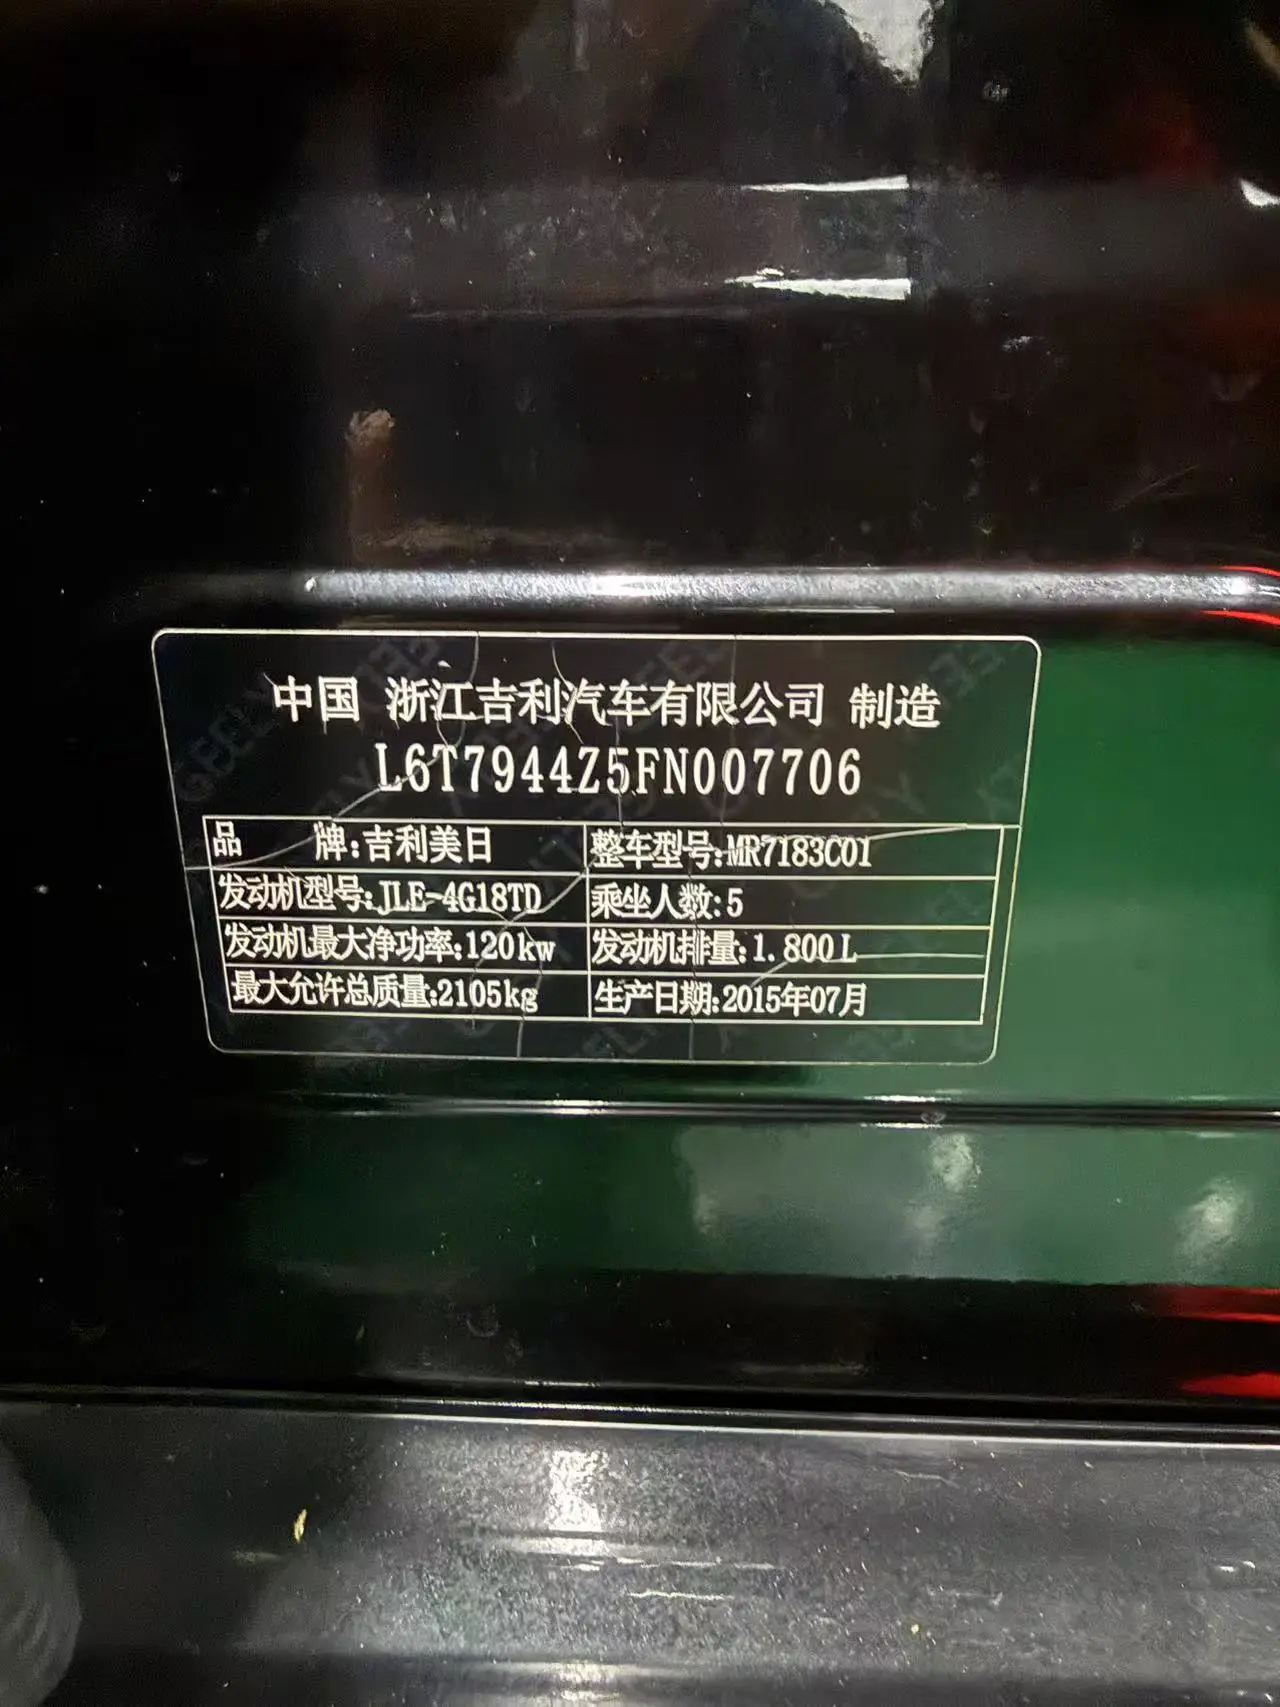 中国 浙江吉利汽车有限公司 制造
L6T7944Z5FN007706
品 牌:吉利美日 整车型号:MR7183C01
发动机型号:JLE-4G18TD 乘坐人数:5
发动机最大净功率:120kw 发动机排量:1.800L
最大允许总质量:2105kg 生产日期:2015年07月